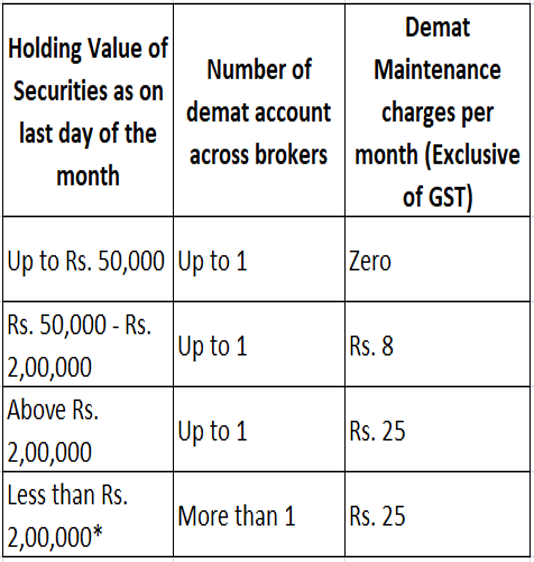 Holding Value of
Securities as on
last day of the
month
Number of
demat account
across brokers
Demat
Maintenance
charges per
month (Exclusive
of GST)
Up to Rs. 50,000
Up to 1
Zero
Rs. 50,000 - Rs.
2,00,000
Up to 1
Rs. 8
Above Rs.
2,00,000
Up to 1
Rs. 25
Less than Rs.
2,00,000*
More than 1
Rs. 25